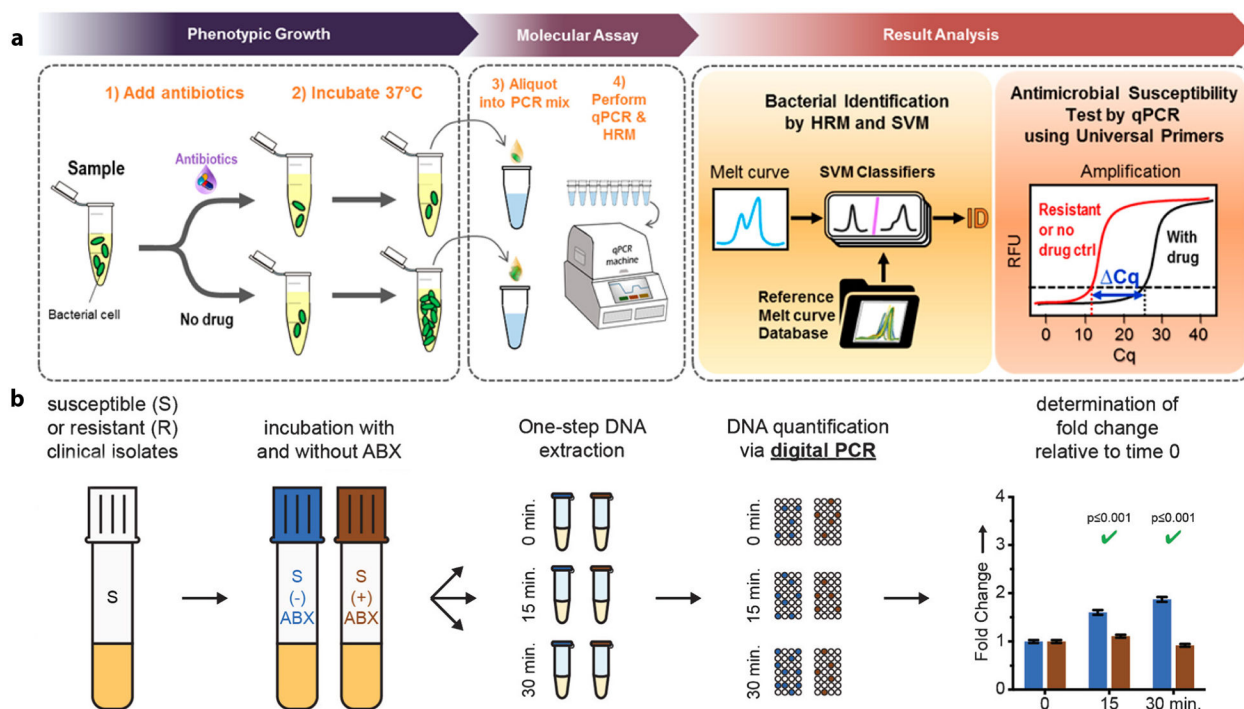 a
Phenotypic Growth
Molecular Assay
Result Analysis
1) Add antibiotics
2) Incubate 37°C
Sample
Antibiotics
No drug
Bacterial cell
3) Aliquot
into PCR mix
4)
Perform
qPCR &
HRM
qPCR
machine
Bacterial Identification
by HRM and SVM
Melt curve
SVM Classifiers
ID
Reference
Melt curve
Database
Antimicrobial Susceptibility
Test by qPCR
using Universal Primers
Amplification
Resistant
or no
drug ctrl
With
drug
ΔCq
RFU
0 10 20 30 40
Cq
b
susceptible (S)
or resistant (R)
clinical isolates
S
incubation with
and without ABX
S
(-)
ABX
S
(+)
ABX
One-step DNA
extraction
0 min.
15 min.
30 min.
DNA quantification
via digital PCR
0 min.
15 min.
30 min.
determination of
fold change
relative to time 0
Fold Change
4
3
2
1
0
p≤0.001
p≤0.001
0 15 30 min.